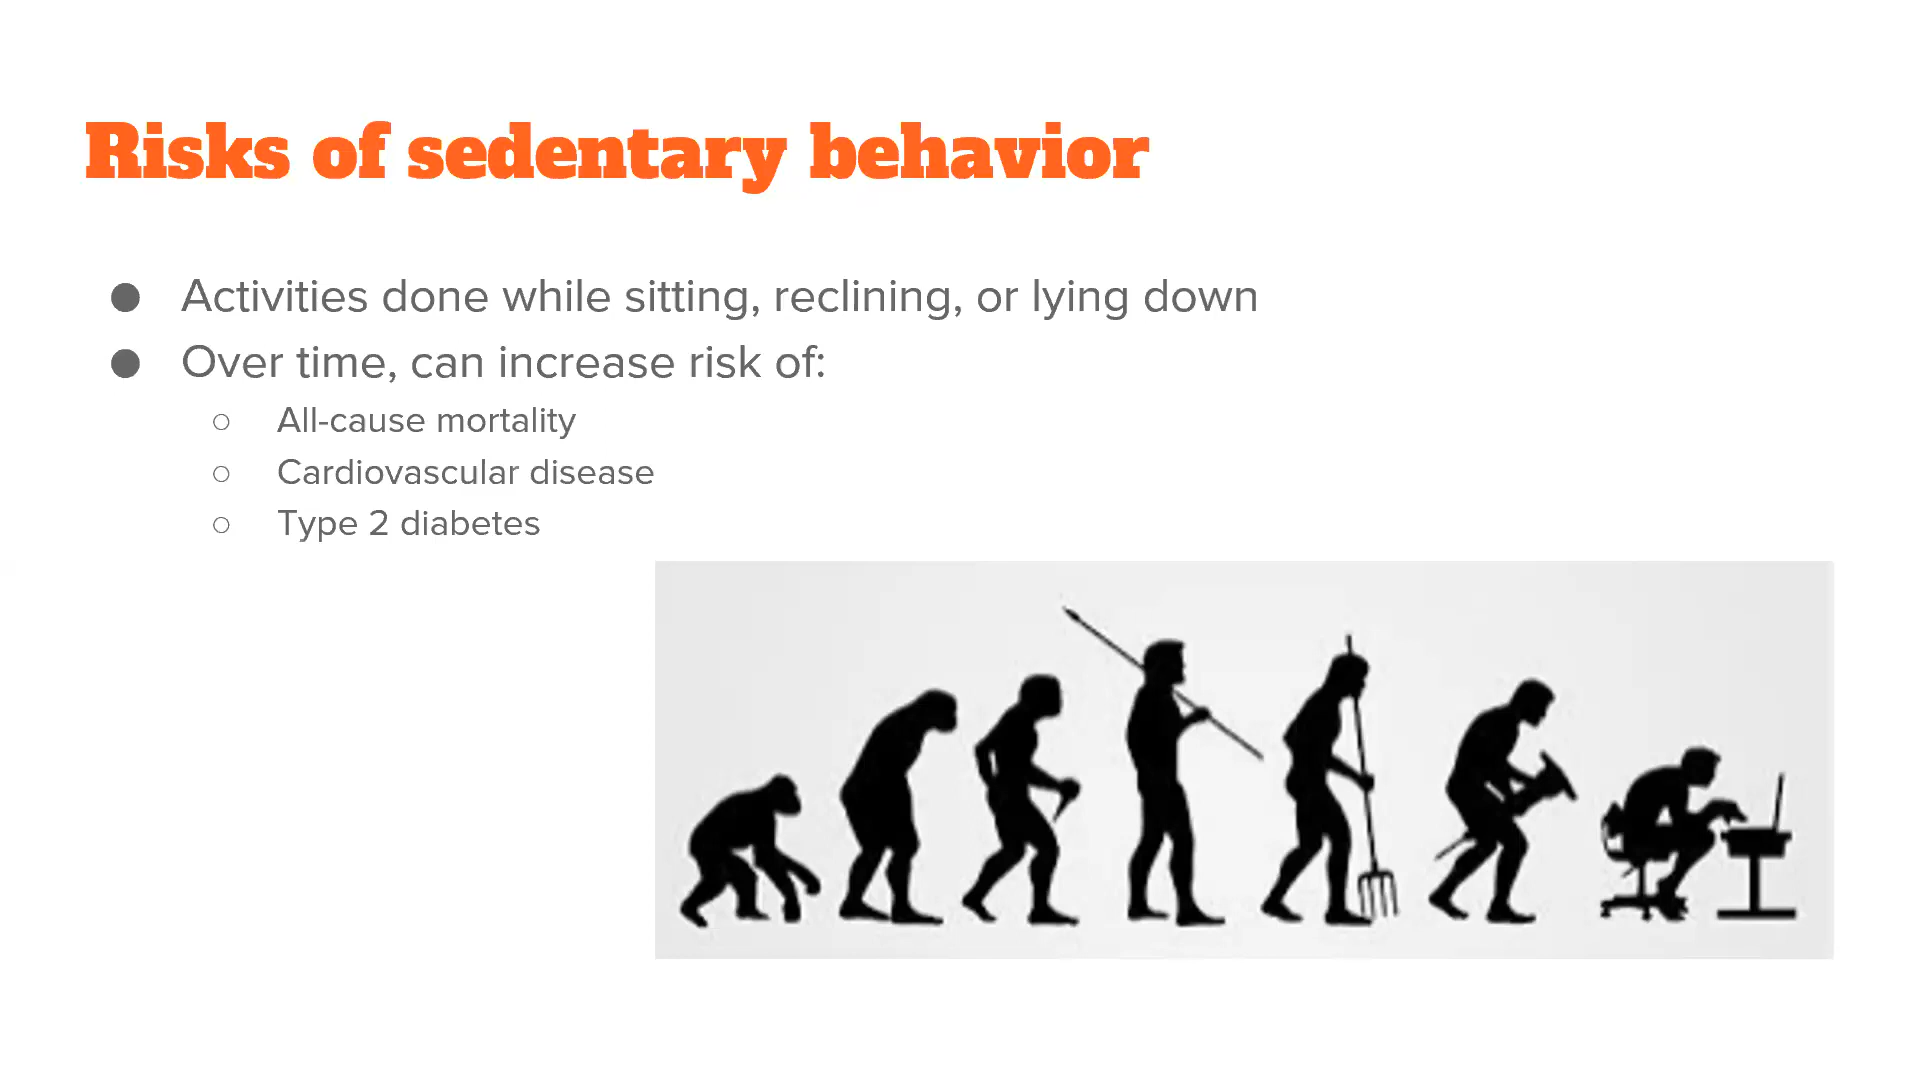 Risks of sedentary behavior
● Activities done while sitting, reclining, or lying down
● Over time, can increase risk of:
○ All-cause mortality
○ Cardiovascular disease
○ Type 2 diabetes